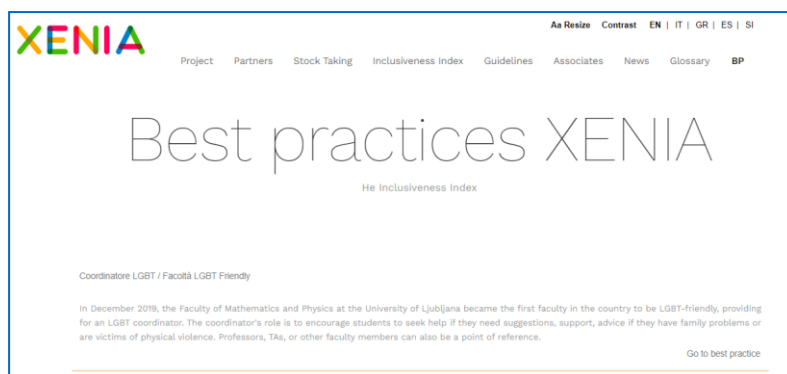 XENIA
Aa Resize Contrast EN | IT | GR | ES | SI
Project Partners Stock Taking Inclusiveness Index Guidelines Associates News Glossary BP
Best practices XENIA
He Inclusiveness Index
Coordinatore LGBT / Facoltà LGBT Friendly
In December 2019, the Faculty of Mathematics and Physics at the University of Ljubljana became the first faculty in the country to be LGBT-friendly, providing
for an LGBT coordinator. The coordinator's role is to encourage students to seek help if they need suggestions, support, advice if they have family problems or
are victims of physical violence. Professors, TAs, or other faculty members can also be a point of reference.
Go to best practice